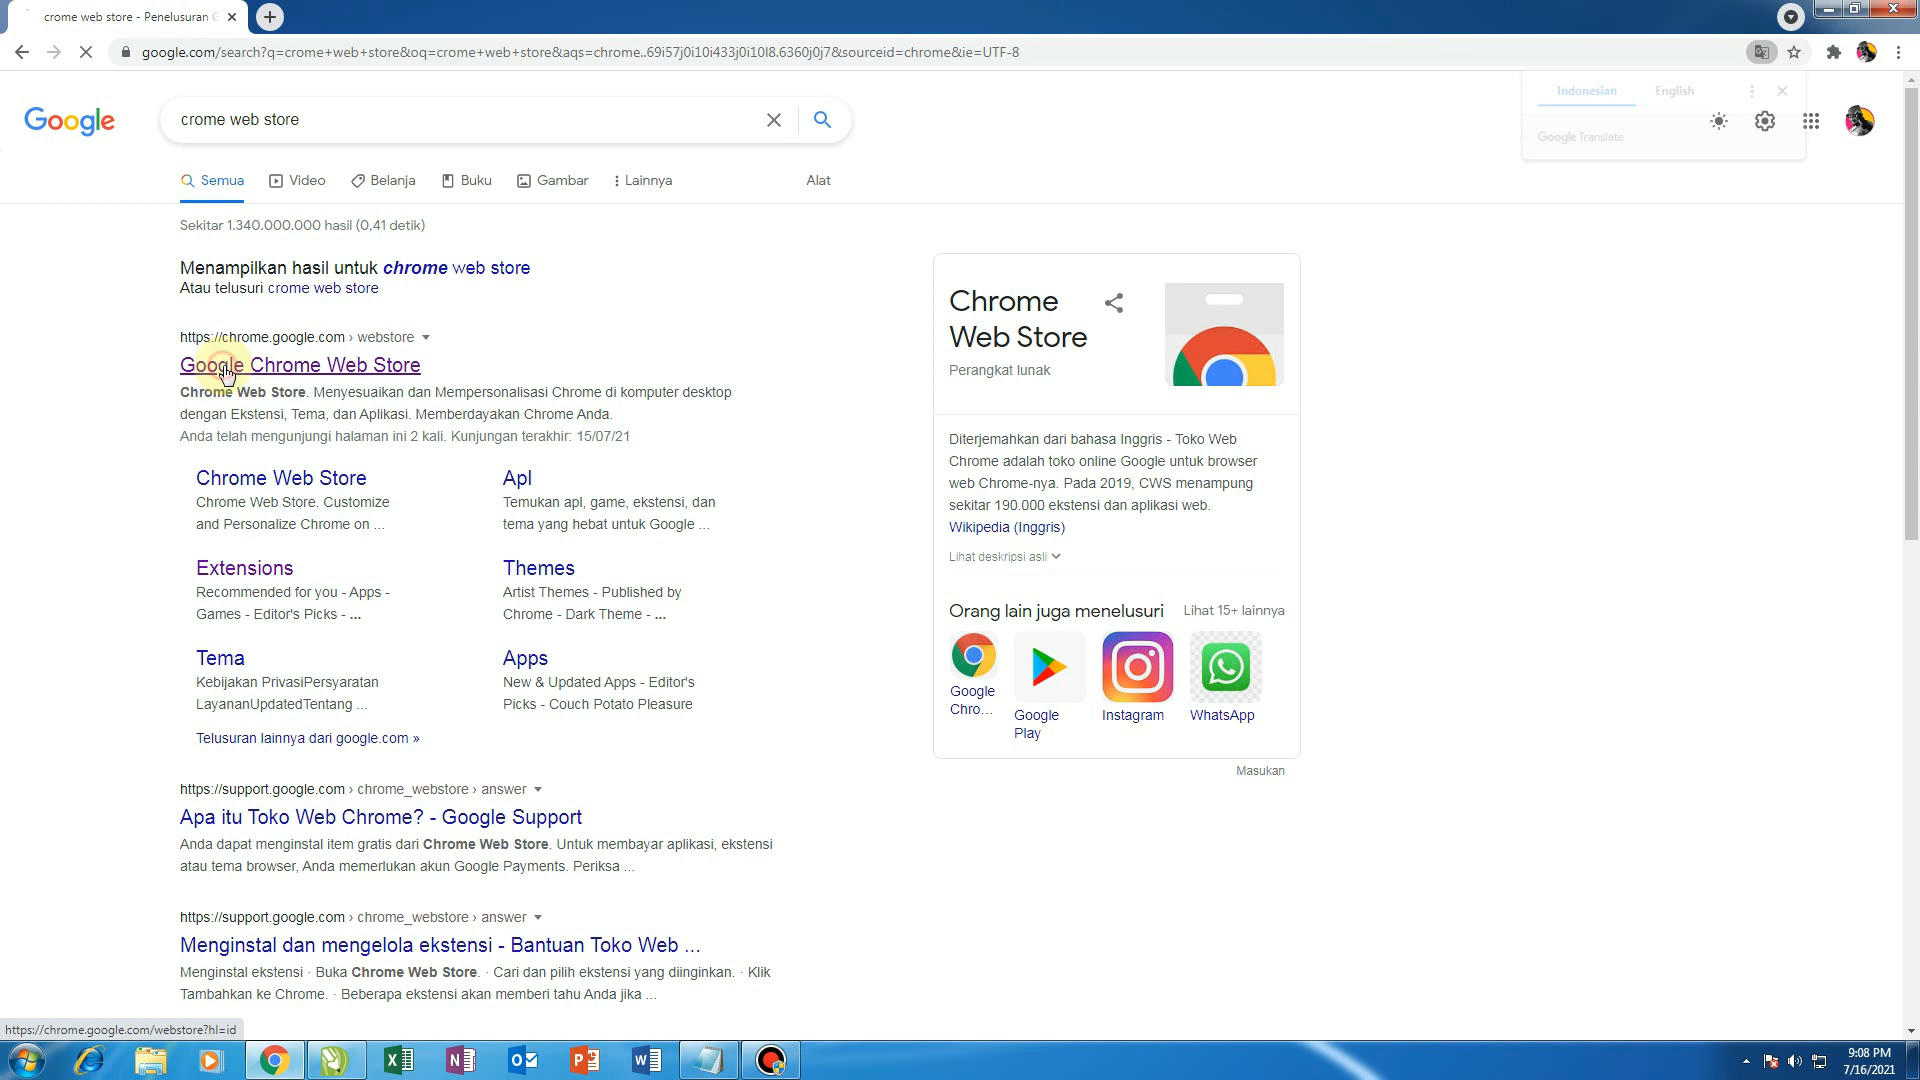 crome web store - Penelusuran G
google.com/search?q=crome+web+store&oq=crome+web+store&aqs=chrome..69i57j0i10i433j0i10l8.6360j0j7&sourceid=chrome&ie=UTF-8
Google
crome web store
Indonesian English
Google Translate
Semua Video Belanja Buku Gambar Lainnya Alat
Sekitar 1.340.000.000 hasil (0,41 detik)
Menampilkan hasil untuk chrome web store
Atau telusuri crome web store
https://chrome.google.com › webstore
Google Chrome Web Store
Chrome Web Store. Menyesuaikan dan Mempersonalisasi Chrome di komputer desktop
dengan Ekstensi, Tema, dan Aplikasi. Memberdayakan Chrome Anda.
Anda telah mengunjungi halaman ini 2 kali. Kunjungan terakhir: 15/07/21
Chrome Web Store
Chrome Web Store. Customize
and Personalize Chrome on ...
Apl
Temukan apl, game, ekstensi, dan
tema yang hebat untuk Google ...
Extensions
Recommended for you - Apps -
Games - Editor's Picks - ...
Themes
Artist Themes - Published by
Chrome - Dark Theme - ...
Tema
Kebijakan PrivasiPersyaratan
LayananUpdatedTentang ...
Apps
New & Updated Apps - Editor's
Picks - Couch Potato Pleasure
Telusuran lainnya dari google.com »
https://support.google.com › chrome_webstore › answer
Apa itu Toko Web Chrome? - Google Support
Anda dapat menginstal item gratis dari Chrome Web Store. Untuk membayar aplikasi, ekstensi
atau tema browser, Anda memerlukan akun Google Payments. Periksa ...
https://support.google.com › chrome_webstore › answer
Menginstal dan mengelola ekstensi - Bantuan Toko Web ...
Menginstal ekstensi · Buka Chrome Web Store. · Cari dan pilih ekstensi yang diinginkan. · Klik
Tambahkan ke Chrome. · Beberapa ekstensi akan memberi tahu Anda jika ...
Chrome
Web Store
Perangkat lunak
Diterjemahkan dari bahasa Inggris - Toko Web
Chrome adalah toko online Google untuk browser
web Chrome-nya. Pada 2019, CWS menampung
sekitar 190.000 ekstensi dan aplikasi web.
Wikipedia (Inggris)
Lihat deskripsi asli
Orang lain juga menelusuri Lihat 15+ lainnya
Google
Chro...
Google
Play
Instagram
WhatsApp
Masukan
https://chrome.google.com/webstore?hl=id
9:08 PM
7/16/2021